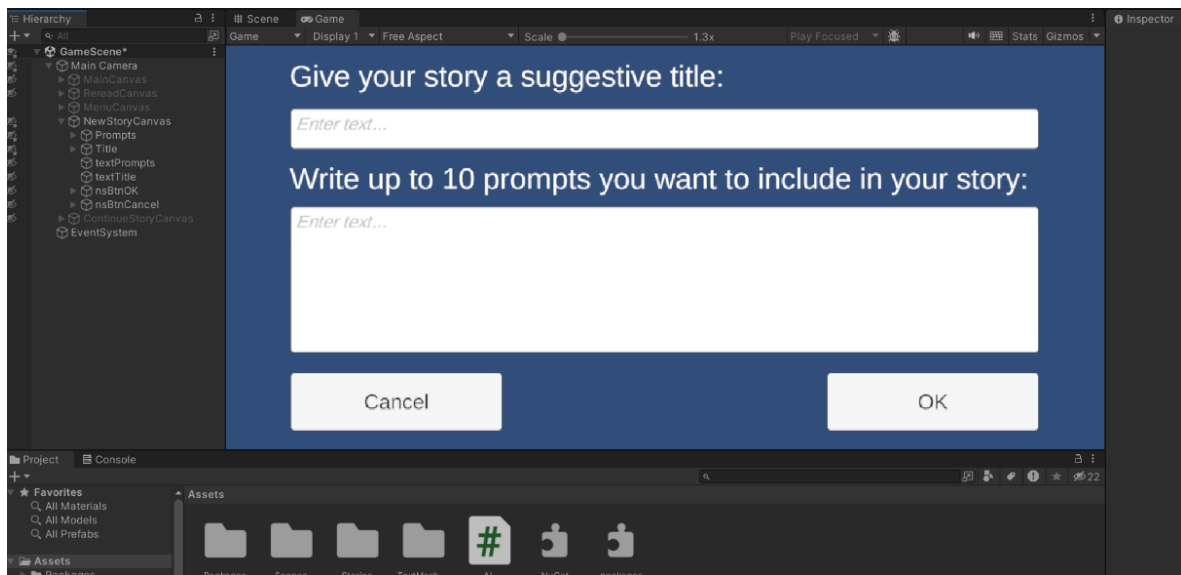 Hierarchy
All
GameScene*
Main Camera
MainCanvas
RereadCanvas
MenuCanvas
NewStoryCanvas
Prompts
Title
textPrompts
textTitle
nsBtnOK
nsBtnCancel
ContinueStoryCanvas
EventSystem
# Scene Game
Game Display 1 Free Aspect Scale 1.3x Play Focused Stats Gizmos
Give your story a suggestive title:
Enter text...
Write up to 10 prompts you want to include in your story:
Enter text...
Cancel OK
Inspector
Project Console
22
Favorites
All Materials
All Models
All Prefabs
Assets
Packages
Assets